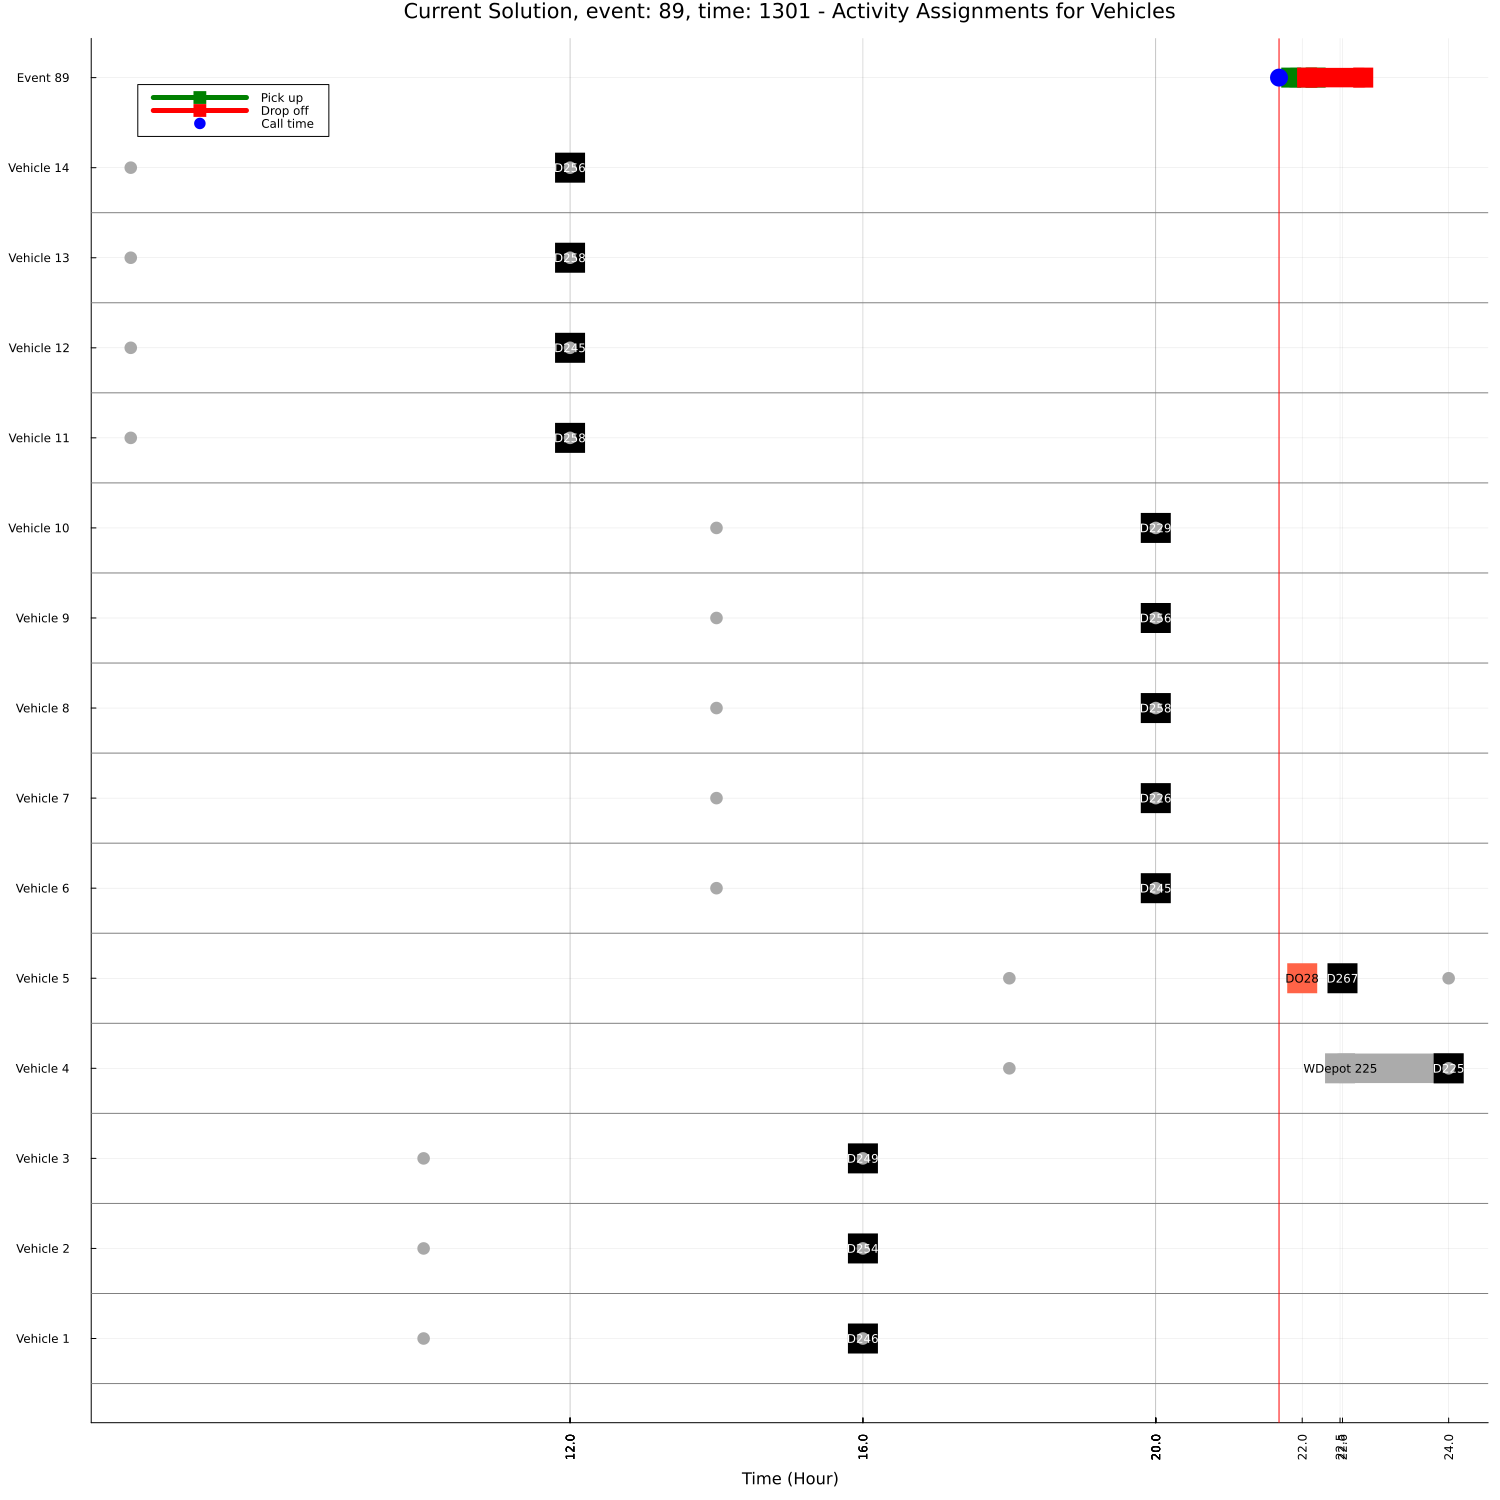 Current Solution, event: 89, time: 1301 - Activity Assignments for Vehicles
Event 89
Pick up
Drop off
Call time
Vehicle 14
D256
Vehicle 13
D258
Vehicle 12
D245
Vehicle 11
D258
Vehicle 10
D229
Vehicle 9
D256
Vehicle 8
D258
Vehicle 7
D226
Vehicle 6
D245
Vehicle 5
DO28
D267
Vehicle 4
WDepot 225
D225
Vehicle 3
D249
Vehicle 2
D254
Vehicle 1
D246
12.0
16.0
20.0
22.0
24.0
Time (Hour)